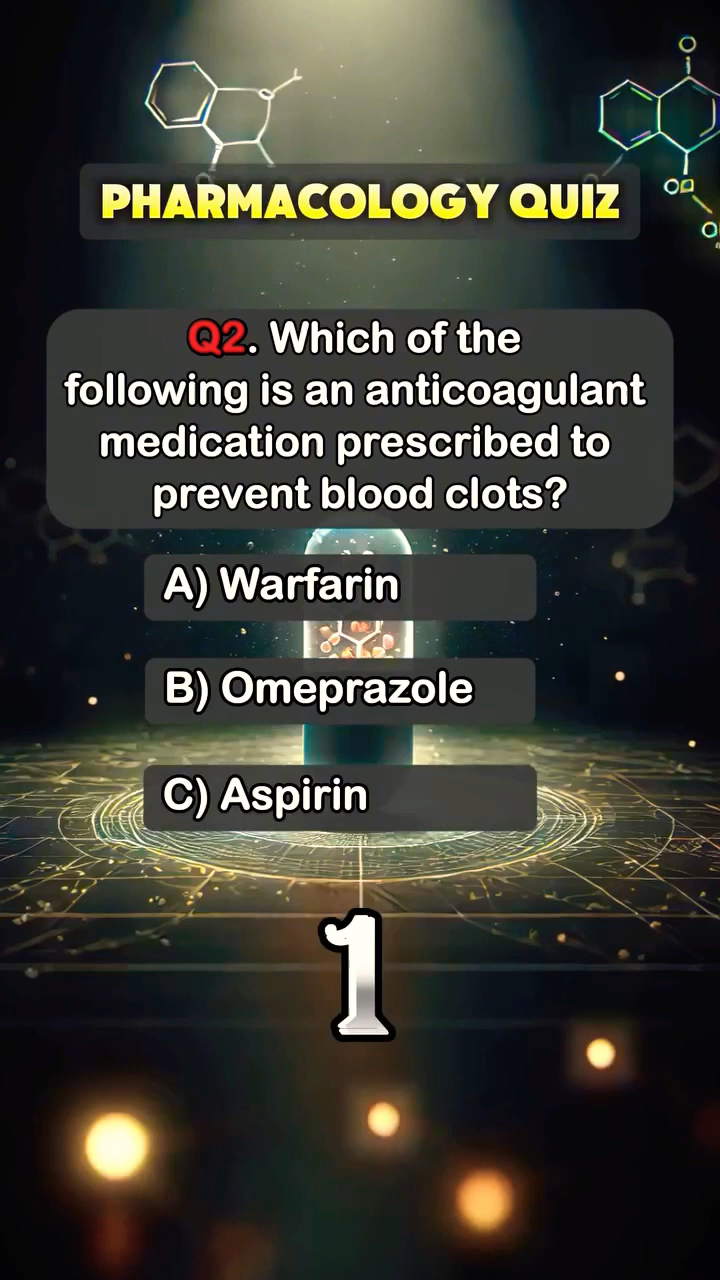 PHARMACOLOGY QUIZ
Q2. Which of the
following is an anticoagulant
medication prescribed to
prevent blood clots?
A) Warfarin
B) Omeprazole
C) Aspirin
1